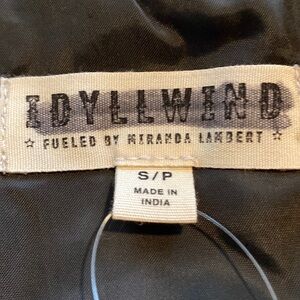 IDYLLWIND
☆ FUELED BY MIRANDA LAMBERT ☆
S/P
MADE IN
INDIA